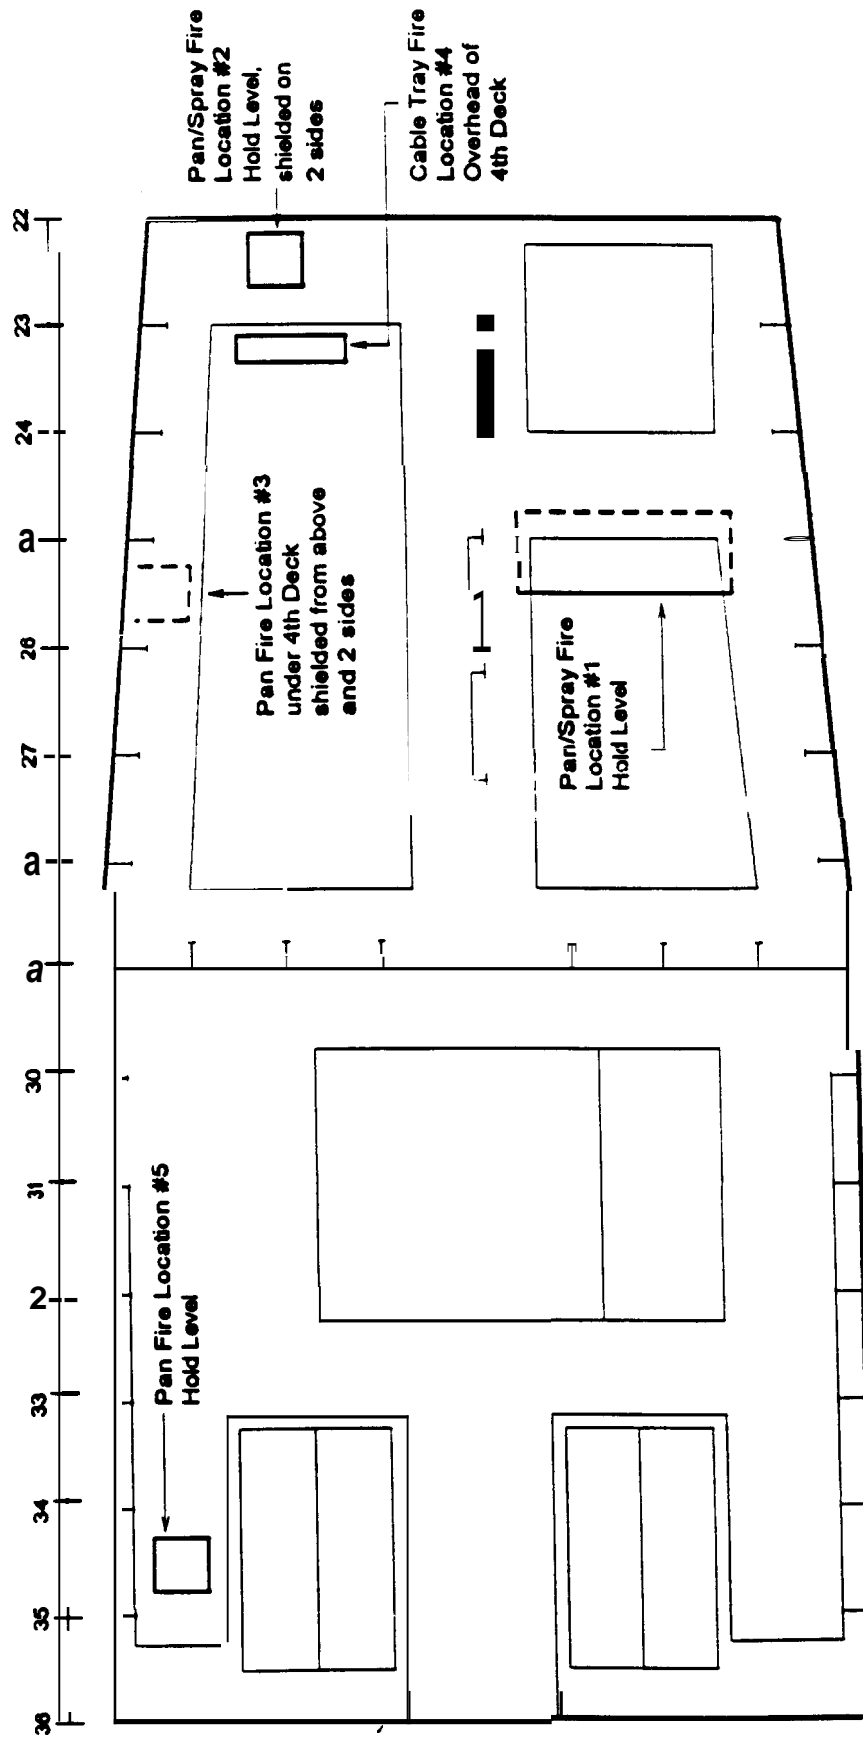 Pan/Spray Fire
Location #2
Hold Level,
shielded on
2 sides
Cable Tray Fire
Location #4
Overhead of
4th Deck
22
23
24
a
26
27
a
a
30
31
2
33
34
35
36
Pan Fire Location #3
under 4th Deck
shielded from above
and 2 sides
Pan/Spray Fire
Location #1
Hold Level
Pan Fire Location #5
Hold Level